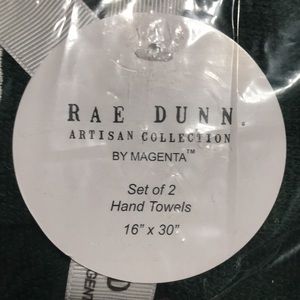 RAE DUNN.
ARTISAN COLLECTION
BY MAGENTA™
Set of 2
Hand Towels
16" x 30"